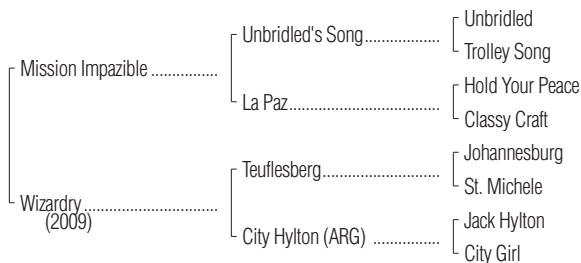 Unbridled
Unbridled's Song
Trolley Song
Mission Impazible
Hold Your Peace
La Paz
Classy Craft
Johannesburg
Teuflesberg
St. Michele
Wizardry
(2009)
Jack Hylton
City Hylton (ARG)
City Girl